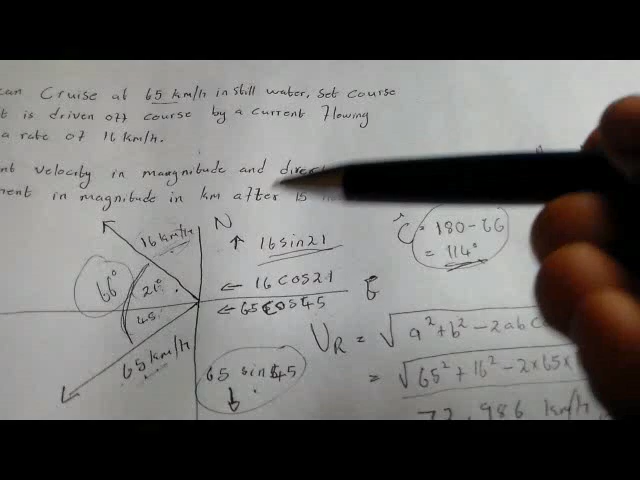 can Cruise at 65 km/h in still water, set course
t is driven off course by a current flowing
a rate of 16 km/h.
nt velocity in maangnitude and direct
ment in magnitude in km after 15
N
16 km/h
↑ 16 sin 21
Ĉ = 180 - 66
= 114°
66°
21°
← 16 cos 21
E
45
← 65 cos 45
65 km/h
65 sin 45
↓
U_R = √a² + b² - 2ab c
= √65² + 16² - 2×65×
72.986 km/h